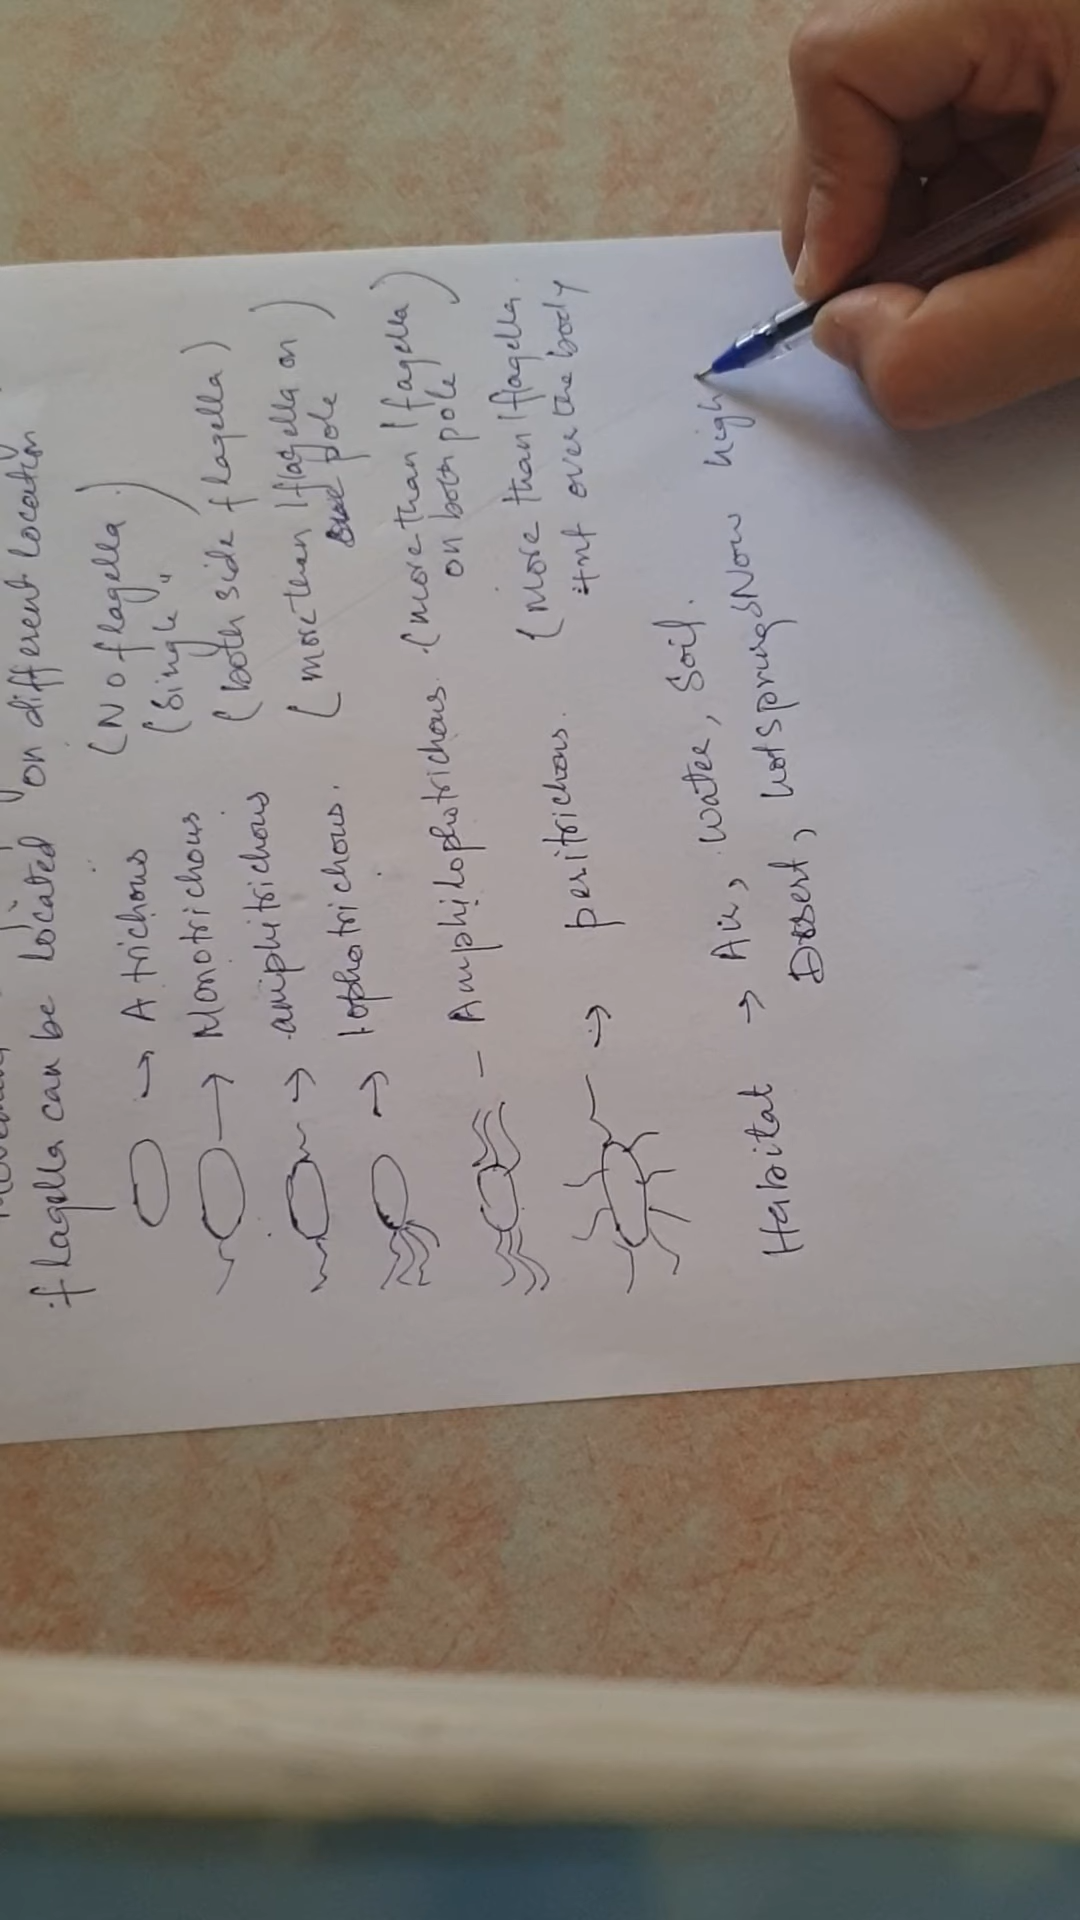 flagella can be located on different location
→ Atrichous (No flagella)
→ Monotrichous (Single ")
→ amphitrichous (both side flagella)
→ lophotrichous. (more than 1 flagella on one pole)
- Amphilophotrichous. (more than 1 flagella on both pole)
→ peritrichous. (More than 1 flagella. over the body
Habitat → Air, water, Soil.
Desert, hot springs Snow high